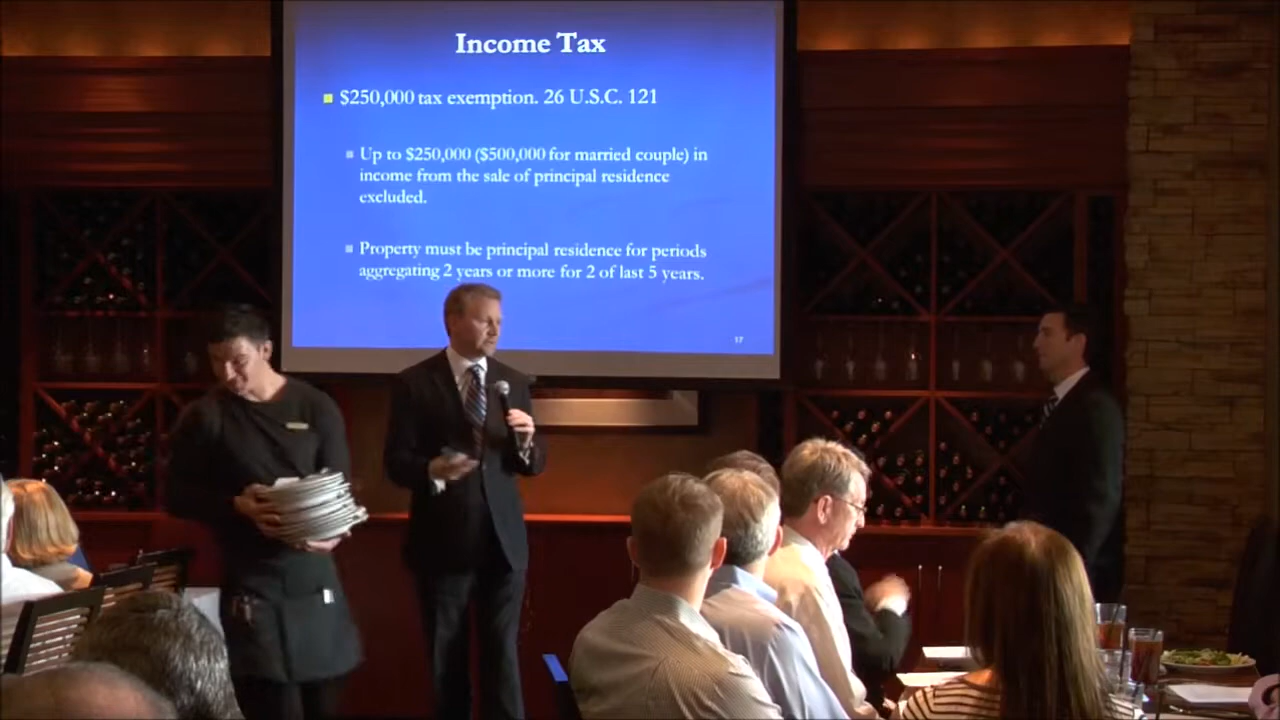 Income Tax
$250,000 tax exemption. 26 U.S.C. 121
Up to $250,000 ($500,000 for married couple) in
income from the sale of principal residence
excluded.
Property must be principal residence for periods
aggregating 2 years or more for 2 of last 5 years.
17